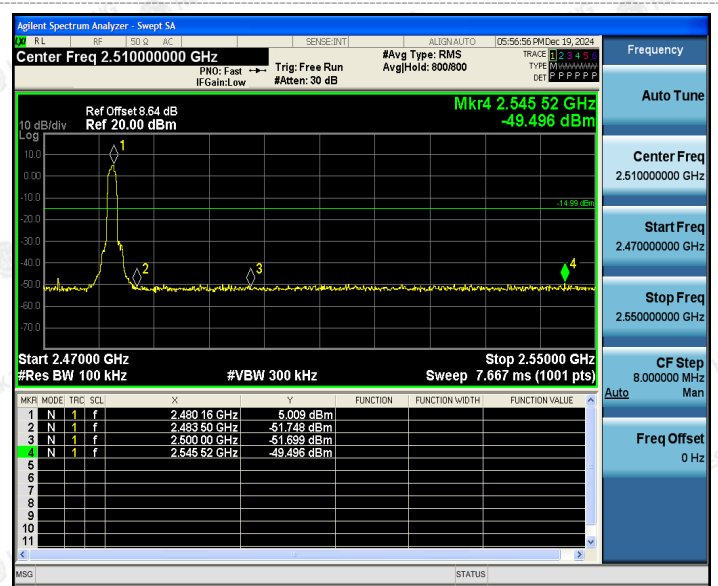 Agilent Spectrum Analyzer - Swept SA
LXI RL RF 50 Ω AC SENSE:INT ALIGNAUTO 05:56:56 PM Dec 19, 2024
Center Freq 2.510000000 GHz
PNO: Fast
IFGain:Low
Trig: Free Run
#Atten: 30 dB
#Avg Type: RMS
Avg|Hold: 800/800
TRACE 1 2 3 4 5 6
TYPE MWWWWW
DET P P P P P P
Mkr4 2.545 52 GHz
-49.496 dBm
Ref Offset 8.64 dB
10 dB/div Ref 20.00 dBm
Log
10.0
0.00
-10.0
-20.0
-30.0
-40.0
-50.0
-60.0
-70.0
1
2
3
4
-14.99 dBm
Start 2.47000 GHz Stop 2.55000 GHz
#Res BW 100 kHz #VBW 300 kHz Sweep 7.667 ms (1001 pts)
MKR MODE TRC SCL X Y FUNCTION FUNCTION WIDTH FUNCTION VALUE
1 N 1 f 2.480 16 GHz 5.009 dBm
2 N 1 f 2.483 50 GHz -51.748 dBm
3 N 1 f 2.500 00 GHz -51.699 dBm
4 N 1 f 2.545 52 GHz -49.496 dBm
5
6
7
8
9
10
11
MSG STATUS
Frequency
Auto Tune
Center Freq
2.510000000 GHz
Start Freq
2.470000000 GHz
Stop Freq
2.550000000 GHz
CF Step
8.000000 MHz
Auto Man
Freq Offset
0 Hz